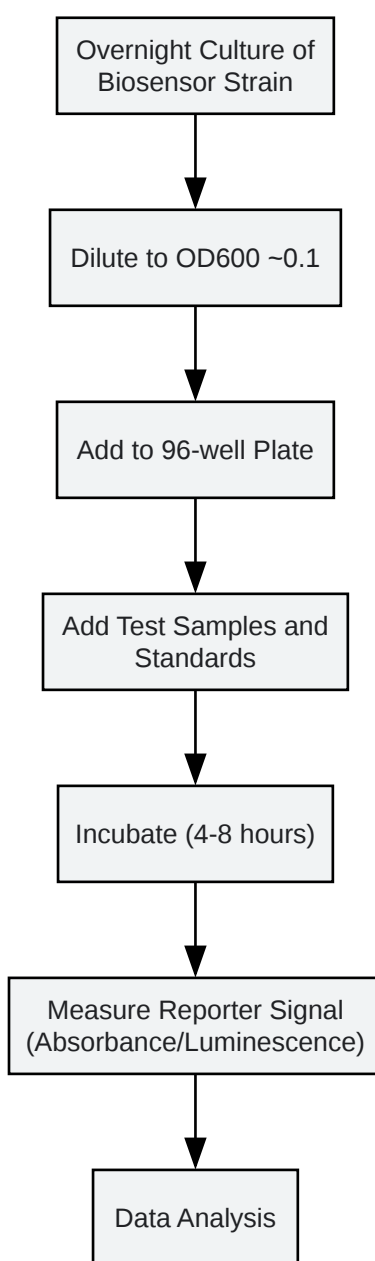 Overnight Culture of
Biosensor Strain
Dilute to OD600 ~0.1
Add to 96-well Plate
Add Test Samples and
Standards
Incubate (4-8 hours)
Measure Reporter Signal
(Absorbance/Luminescence)
Data Analysis